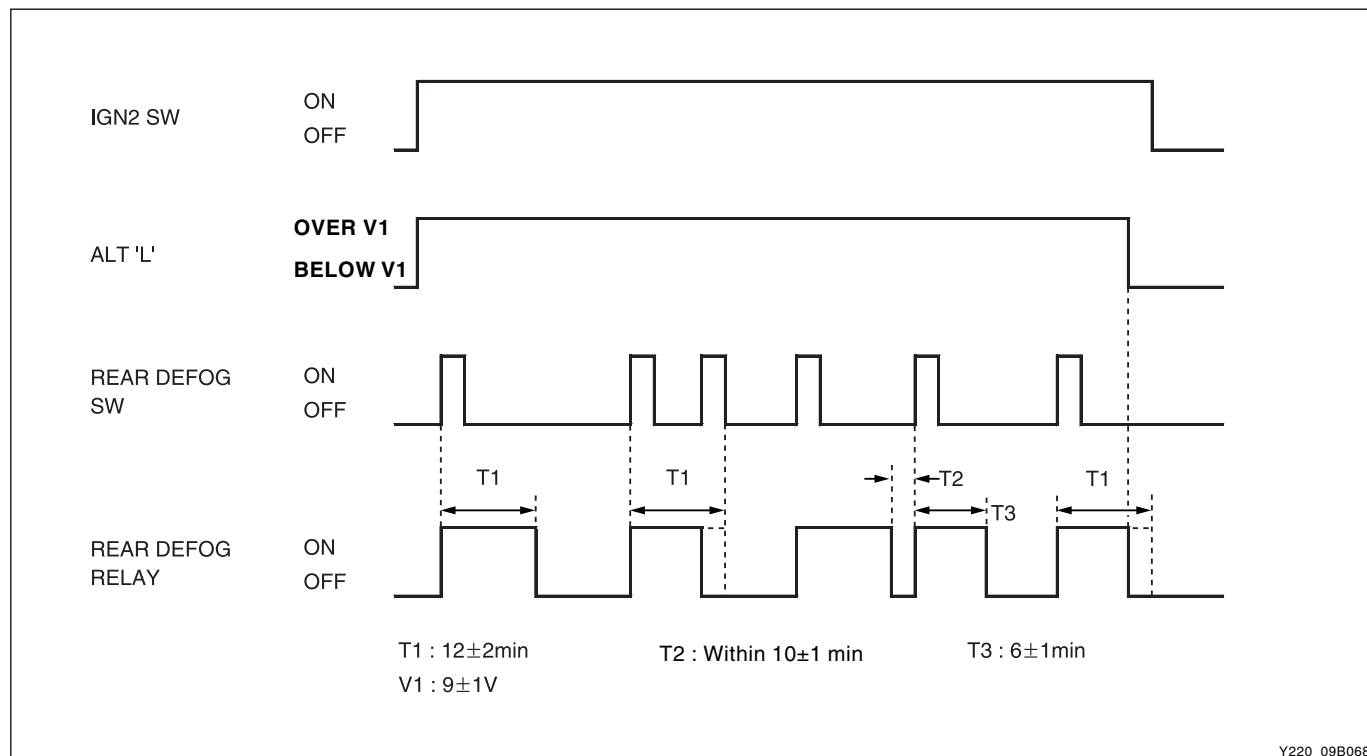 IGN2 SW
ON
OFF
ALT 'L'
OVER V1
BELOW V1
REAR DEFOG
SW
ON
OFF
T1
T1
T2
T3
T1
REAR DEFOG
RELAY
ON
OFF
T1 : 12±2min
T2 : Within 10±1 min
T3 : 6±1min
V1 : 9±1V
Y220_09B068